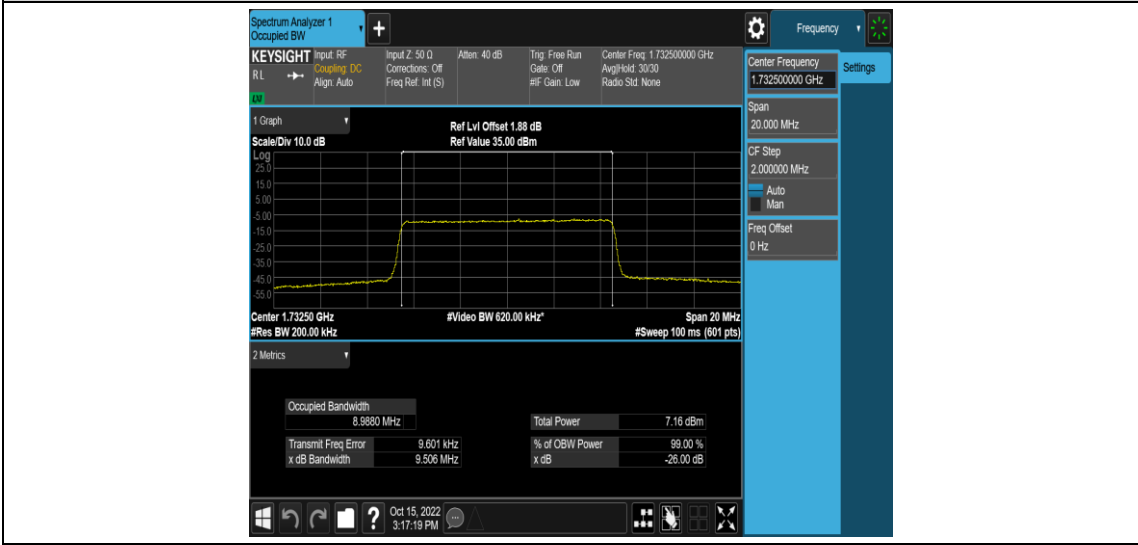 Spectrum Analyzer 1
Occupied BW
+
Frequency
KEYSIGHT
RL
LXI
Input: RF
Coupling: DC
Align: Auto
Input Z: 50 Ω
Corrections: Off
Freq Ref: Int (S)
Atten: 40 dB
Trig: Free Run
Gate: Off
#IF Gain: Low
Center Freq: 1.732500000 GHz
Avg|Hold: 30/30
Radio Std: None
1 Graph
Scale/Div 10.0 dB
Ref Lvl Offset 1.88 dB
Ref Value 35.00 dBm
Log
25.0
15.0
5.00
-5.00
-15.0
-25.0
-35.0
-45.0
-55.0
Center 1.73250 GHz
#Video BW 620.00 kHz*
Span 20 MHz
#Res BW 200.00 kHz
#Sweep 100 ms (601 pts)
2 Metrics
Occupied Bandwidth
8.9880 MHz
Total Power 7.16 dBm
Transmit Freq Error 9.601 kHz
% of OBW Power 99.00 %
x dB Bandwidth 9.506 MHz
x dB -26.00 dB
Center Frequency
1.732500000 GHz
Settings
Span
20.000 MHz
CF Step
2.000000 MHz
Auto
Man
Freq Offset
0 Hz
?
Oct 15, 2022
3:17:19 PM